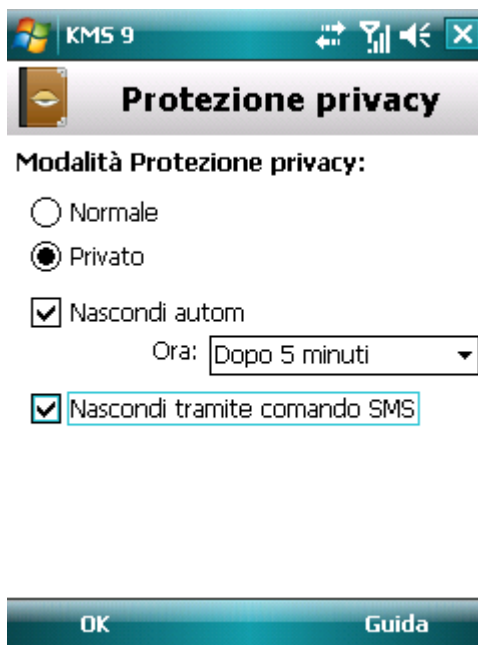 KMS 9
Protezione privacy
Modalità Protezione privacy:
Normale
Privato
Nascondi autom
Ora: Dopo 5 minuti
Nascondi tramite comando SMS
OK Guida